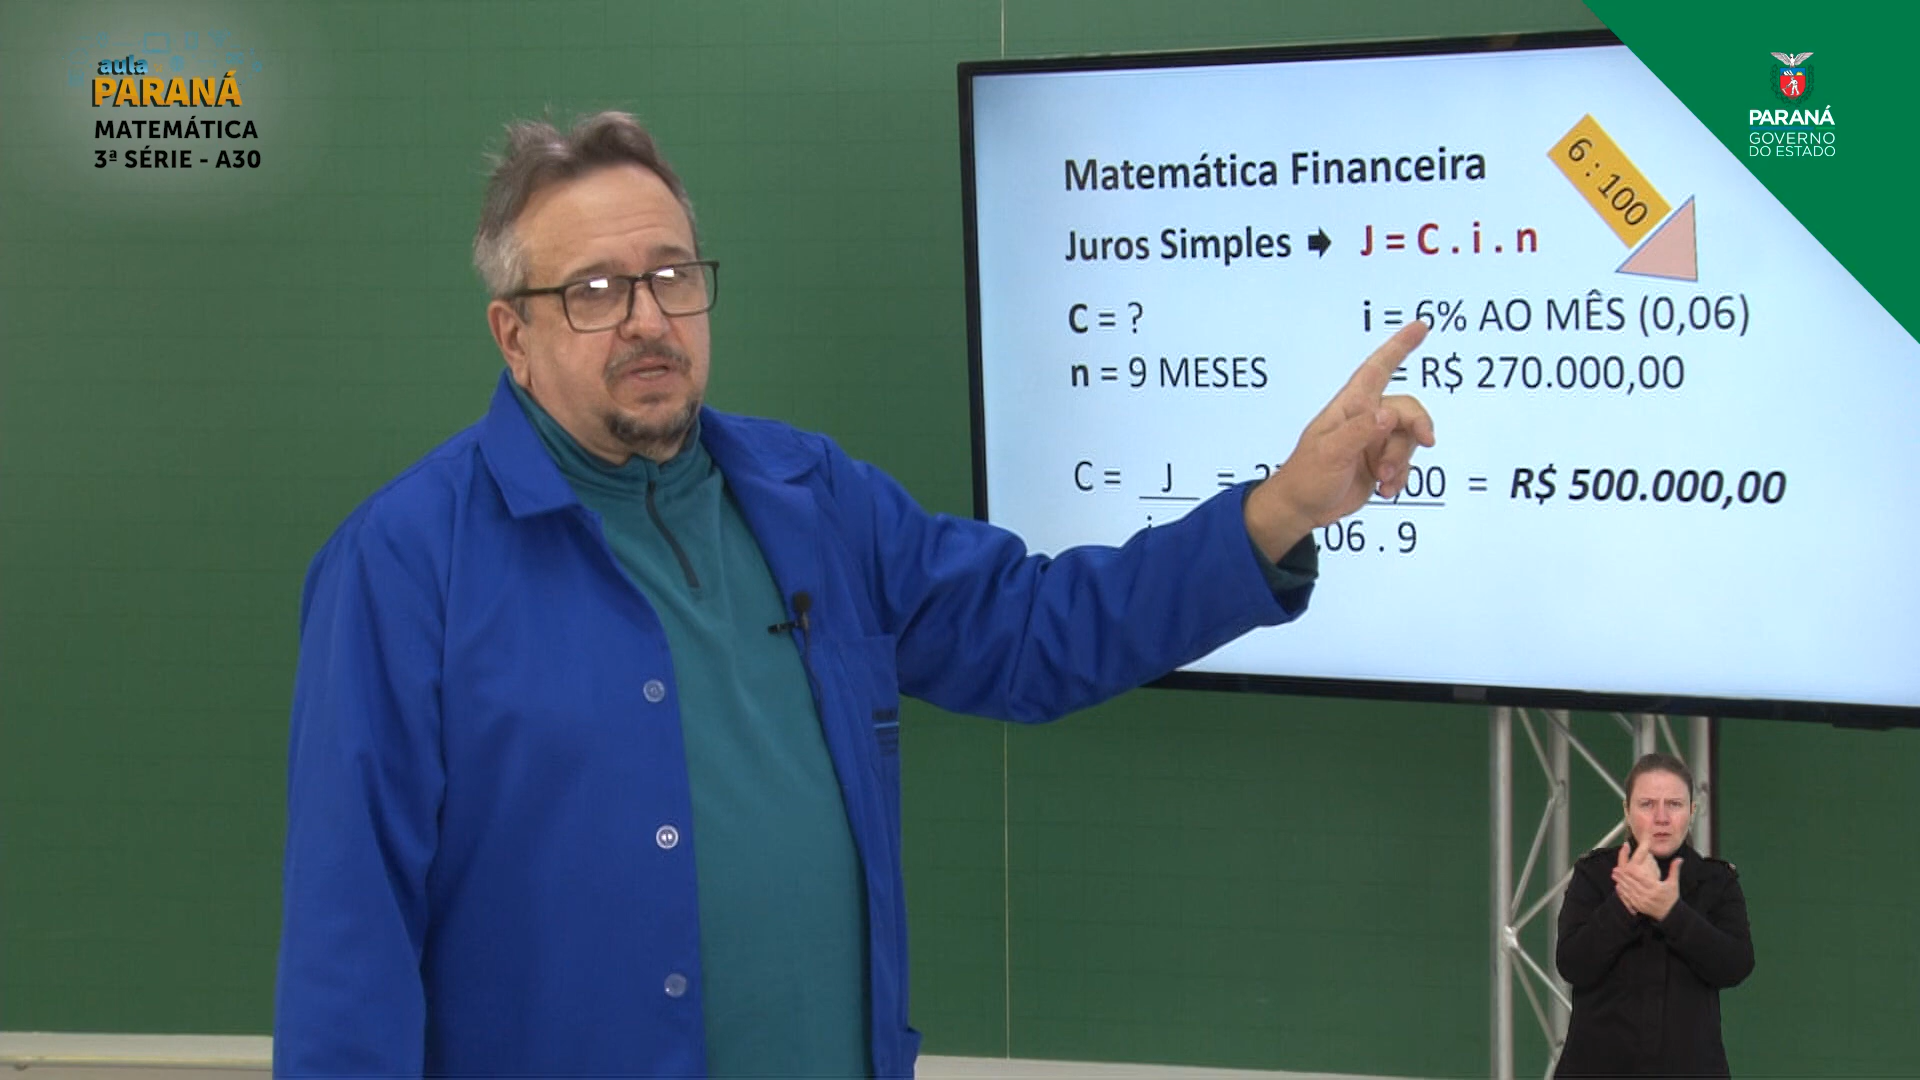 aula
PARANÁ
MATEMÁTICA
3ª SÉRIE - A30
PARANÁ
GOVERNO
DO ESTADO
Matemática Financeira
6 : 100
Juros Simples ➡ J = C . i . n
C = ? i = 6% AO MÊS (0,06)
n = 9 MESES = R$ 270.000,00
C = J = ,00 = R$ 500.000,00
,06 . 9